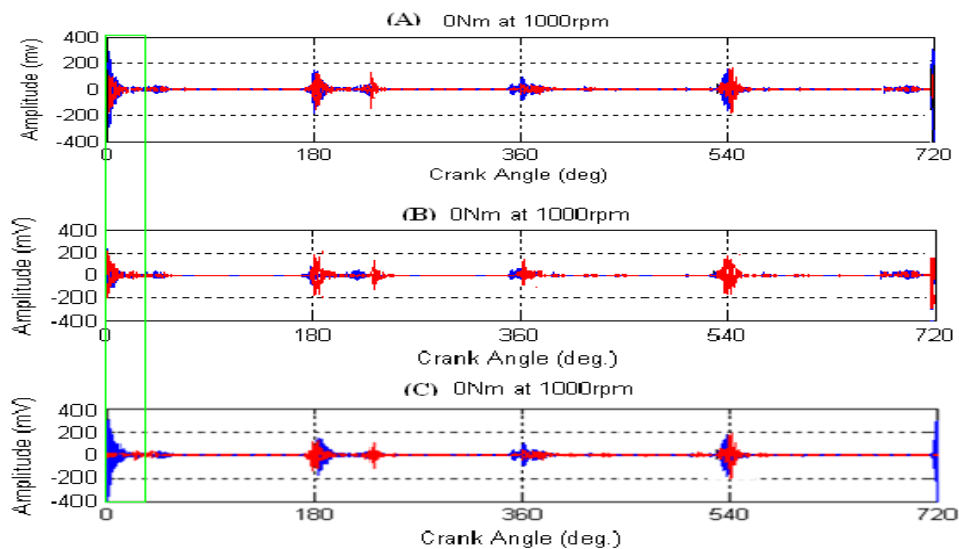 (A) 0Nm at 1000rpm
Amplitude (mv)
400
200
0
-200
-400
0 180 360 540 720
Crank Angle (deg)
(B) 0Nm at 1000rpm
Amplitude (mV)
400
200
0
-200
-400
0 180 360 540 720
Crank Angle (deg.)
(C) 0Nm at 1000rpm
Amplitude (mV)
400
200
0
-200
-400
0 180 360 540 720
Crank Angle (deg.)